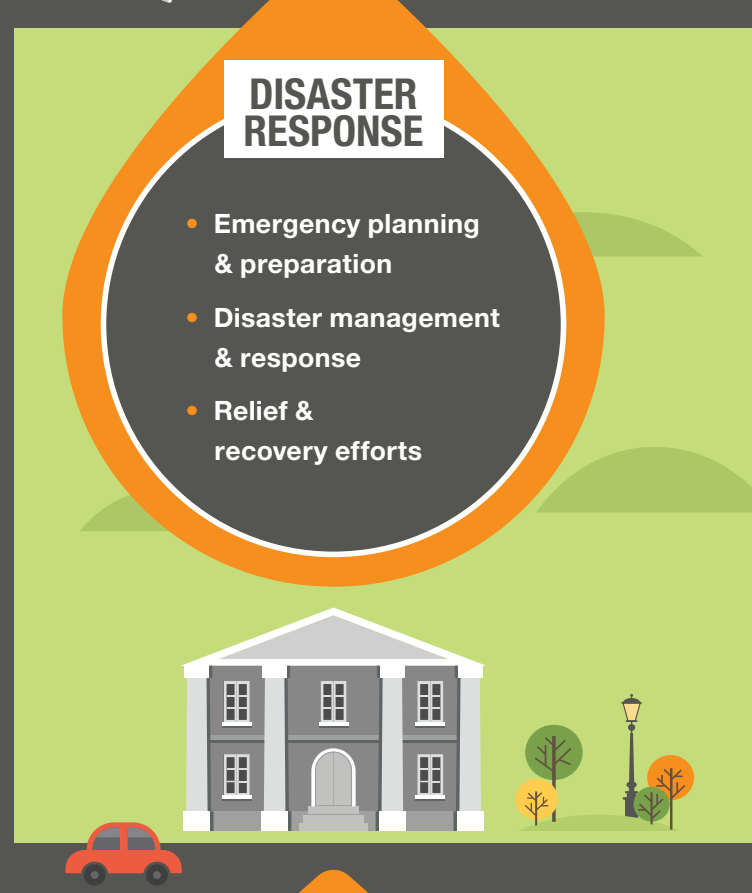 DISASTER
RESPONSE
• Emergency planning
& preparation
• Disaster management
& response
• Relief &
recovery efforts